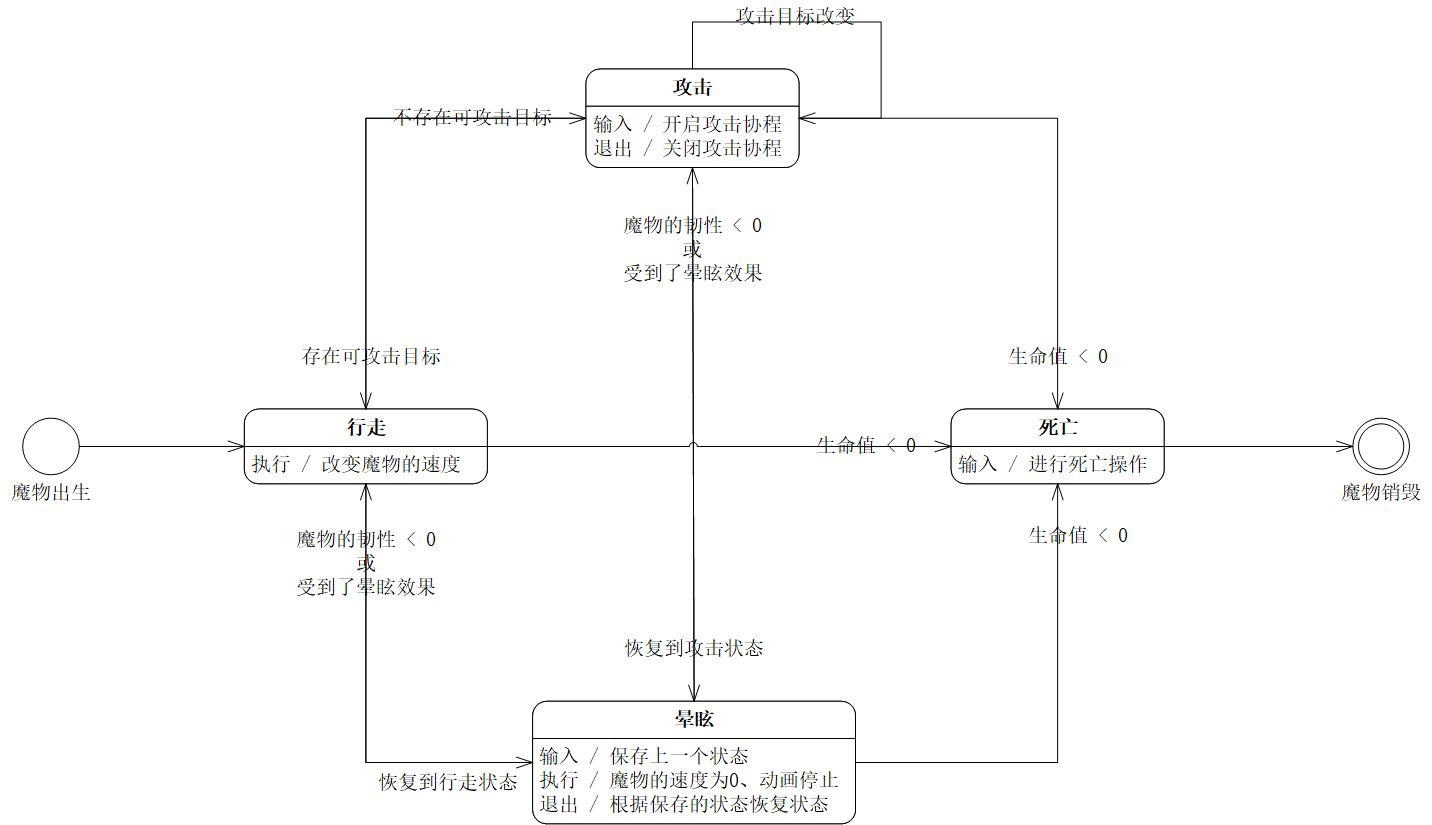 攻击目标改变
攻击
不存在可攻击目标
输入 / 开启攻击协程
退出 / 关闭攻击协程
魔物的韧性 < 0
或
受到了晕眩效果
存在可攻击目标
生命值 < 0
行走
执行 / 改变魔物的速度
生命值 < 0
死亡
输入 / 进行死亡操作
魔物出生
魔物销毁
魔物的韧性 < 0
或
受到了晕眩效果
生命值 < 0
恢复到攻击状态
晕眩
输入 / 保存上一个状态
执行 / 魔物的速度为0、动画停止
退出 / 根据保存的状态恢复状态
恢复到行走状态